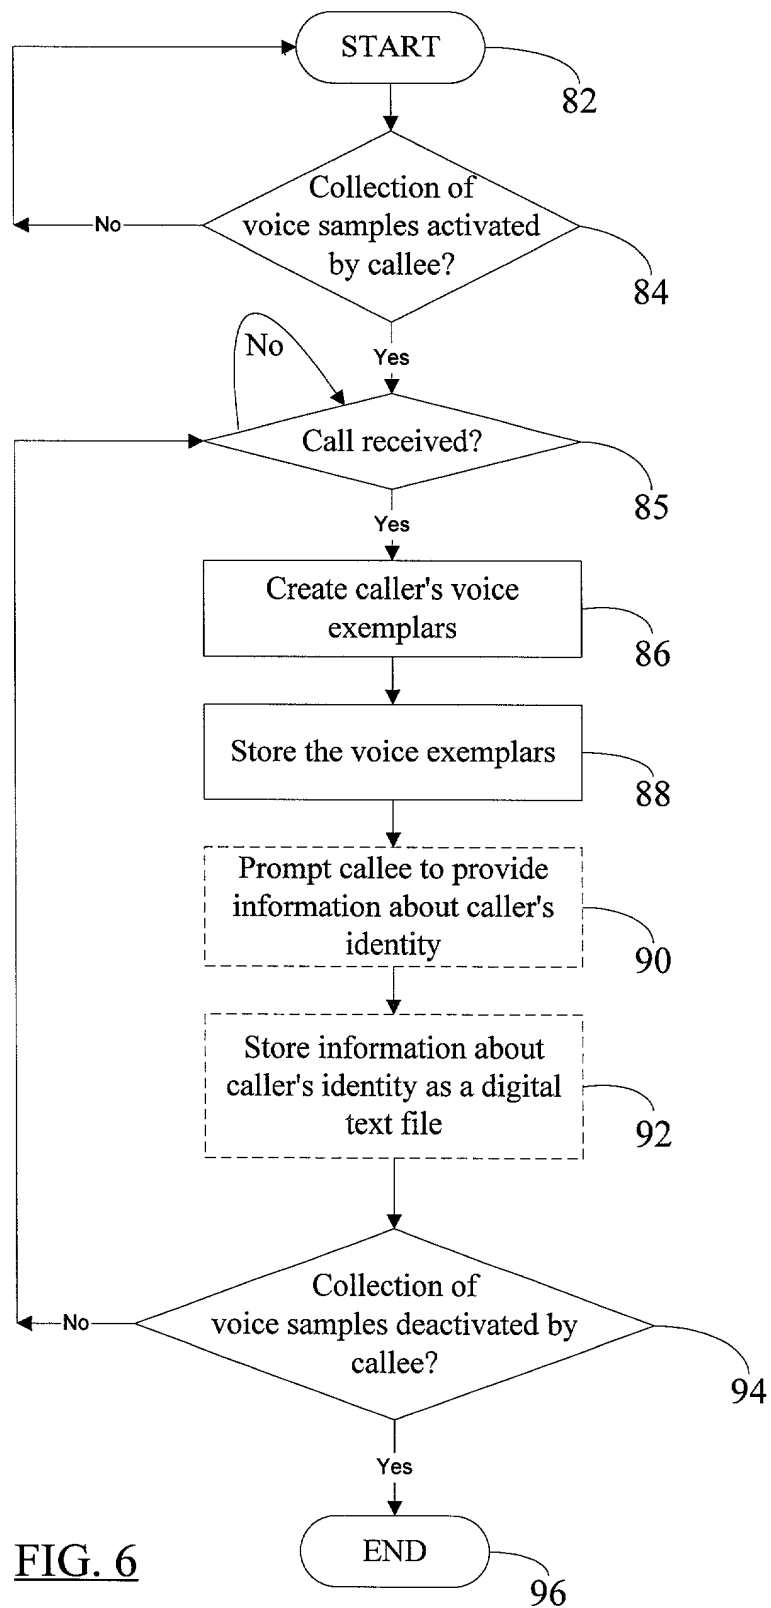 START
82
Collection of
voice samples activated
by callee?
No
84
Yes
No
Call received?
85
Yes
Create caller's voice
exemplars
86
Store the voice exemplars
88
Prompt callee to provide
information about caller's
identity
90
Store information about
caller's identity as a digital
text file
92
Collection of
voice samples deactivated by
callee?
No
94
Yes
END
96
FIG. 6